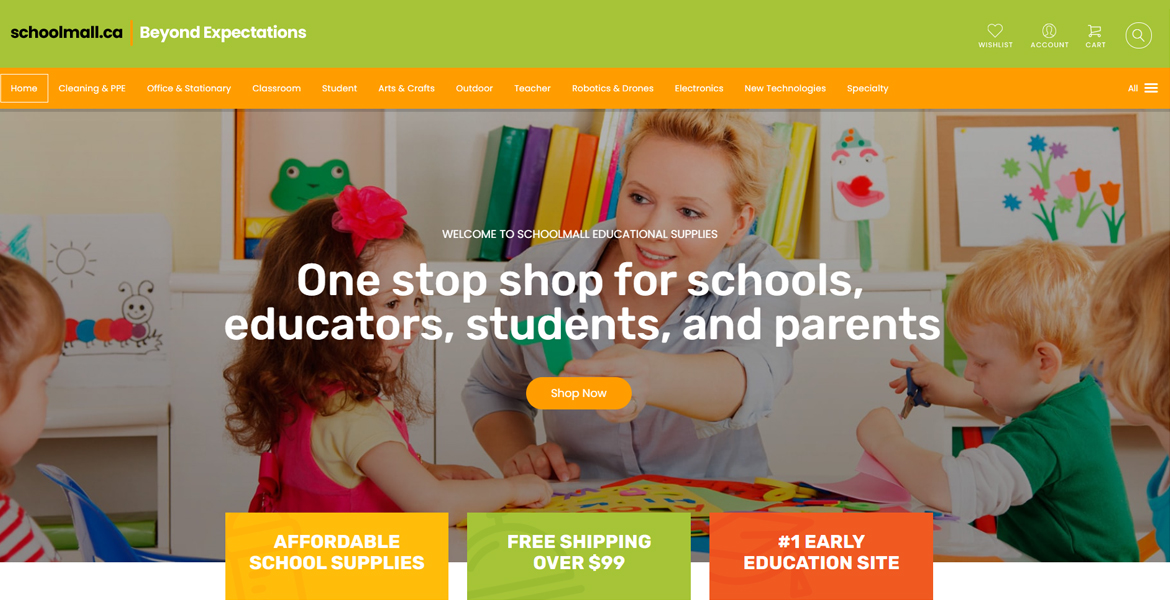 schoolmall.ca | Beyond Expectations
WISHLIST ACCOUNT CART
Home Cleaning & PPE Office & Stationary Classroom Student Arts & Crafts Outdoor Teacher Robotics & Drones Electronics New Technologies Specialty All
WELCOME TO SCHOOLMALL EDUCATIONAL SUPPLIES
One stop shop for schools,
educators, students, and parents
Shop Now
AFFORDABLE
SCHOOL SUPPLIES
FREE SHIPPING
OVER $99
#1 EARLY
EDUCATION SITE